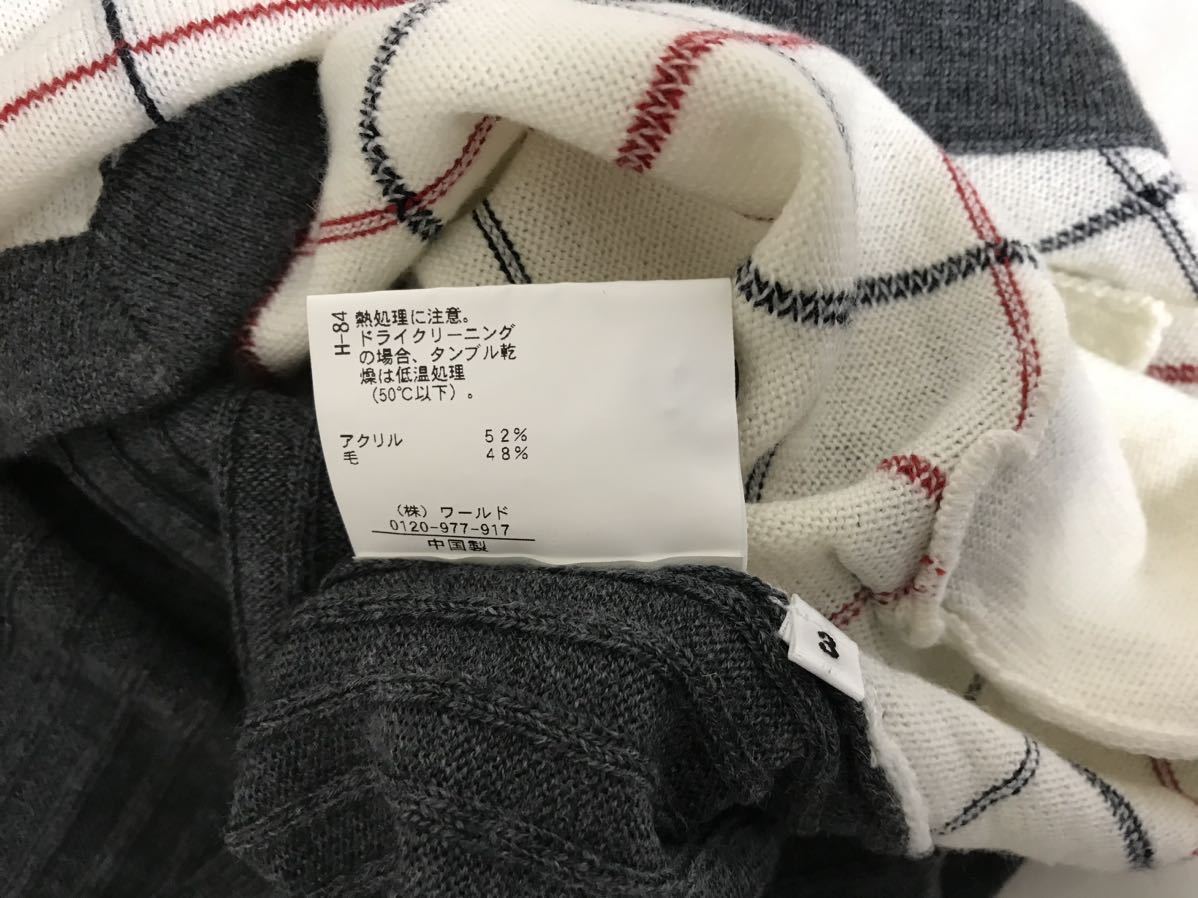 H-84
熱処理に注意。
ドライクリーニング
の場合、タンブル乾
燥は低温処理
(50℃以下)。
アクリル 52%
毛 48%
(株) ワールド
0120-977-917
中国製
3